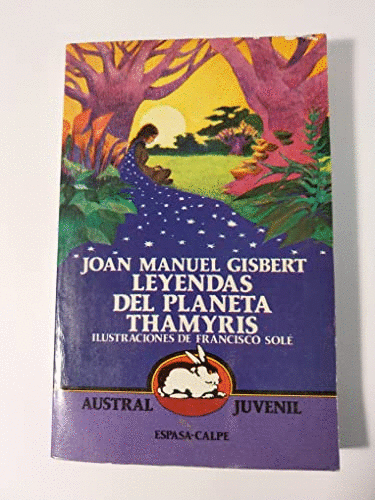 JOAN MANUEL GISBERT
LEYENDAS
DEL PLANETA
THAMYRIS
ILUSTRACIONES DE FRANCISCO SOLÉ
AUSTRAL JUVENIL
ESPASA-CALPE